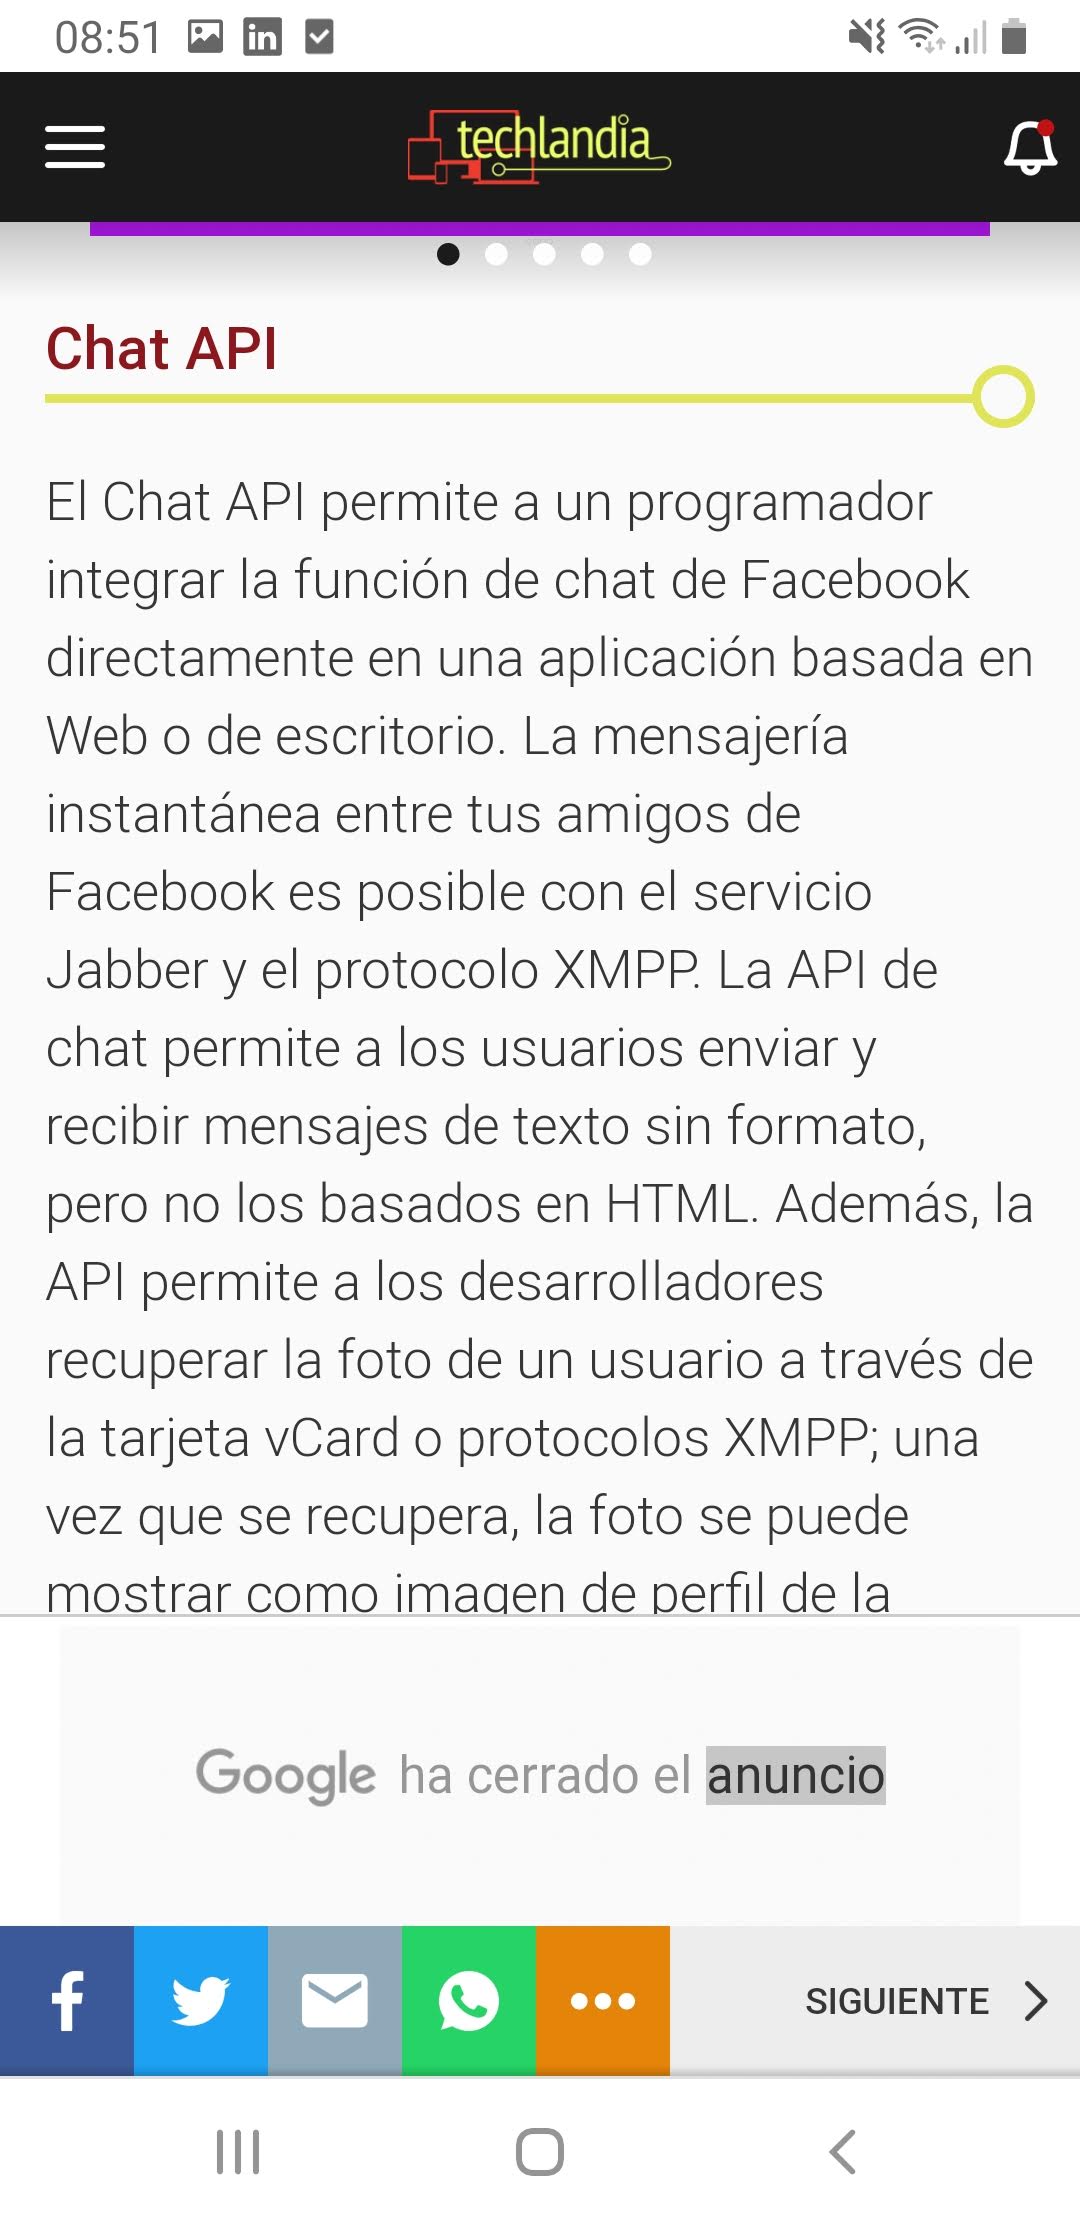 08:51
techlandia
Chat API
El Chat API permite a un programador
integrar la función de chat de Facebook
directamente en una aplicación basada en
Web o de escritorio. La mensajería
instantánea entre tus amigos de
Facebook es posible con el servicio
Jabber y el protocolo XMPP. La API de
chat permite a los usuarios enviar y
recibir mensajes de texto sin formato,
pero no los basados en HTML. Además, la
API permite a los desarrolladores
recuperar la foto de un usuario a través de
la tarjeta vCard o protocolos XMPP; una
vez que se recupera, la foto se puede
mostrar como imagen de perfil de la
Google ha cerrado el anuncio
SIGUIENTE